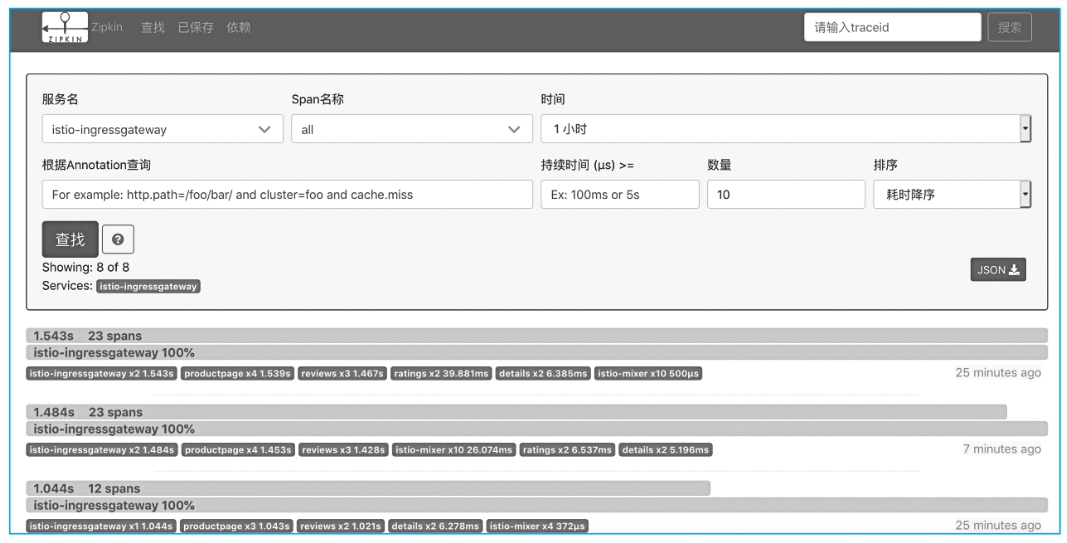 ZIPKIN Zipkin 查找 已保存 依赖 请输入traceid 搜索
服务名 Span名称 时间
istio-ingressgateway all 1 小时
根据Annotation查询 持续时间 (μs) >= 数量 排序
For example: http.path=/foo/bar/ and cluster=foo and cache.miss Ex: 100ms or 5s 10 耗时降序
查找 ?
Showing: 8 of 8
JSON
Services: istio-ingressgateway
1.543s 23 spans
istio-ingressgateway 100%
istio-ingressgateway x2 1.543s productpage x4 1.539s reviews x3 1.467s ratings x2 39.881ms details x2 6.385ms istio-mixer x10 500μs 25 minutes ago
1.484s 23 spans
istio-ingressgateway 100%
istio-ingressgateway x2 1.484s productpage x4 1.453s reviews x3 1.428s istio-mixer x10 26.074ms ratings x2 6.537ms details x2 5.196ms 7 minutes ago
1.044s 12 spans
istio-ingressgateway 100%
istio-ingressgateway x1 1.044s productpage x3 1.043s reviews x2 1.021s details x2 6.278ms istio-mixer x4 372μs 25 minutes ago